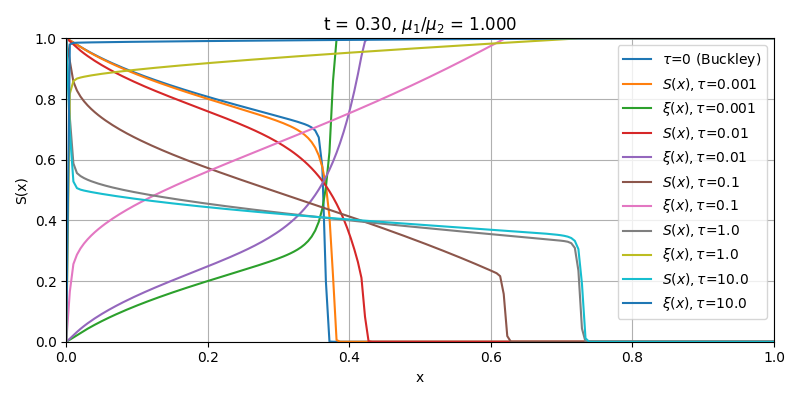 t = 0.30, μ₁/μ₂ = 1.000
S(x)
1.0
0.8
0.6
0.4
0.2
0.0
τ=0 (Buckley)
S(x), τ=0.001
ξ(x), τ=0.001
S(x), τ=0.01
ξ(x), τ=0.01
S(x), τ=0.1
ξ(x), τ=0.1
S(x), τ=1.0
ξ(x), τ=1.0
S(x), τ=10.0
ξ(x), τ=10.0
0.0 0.2 0.4 0.6 0.8 1.0
x